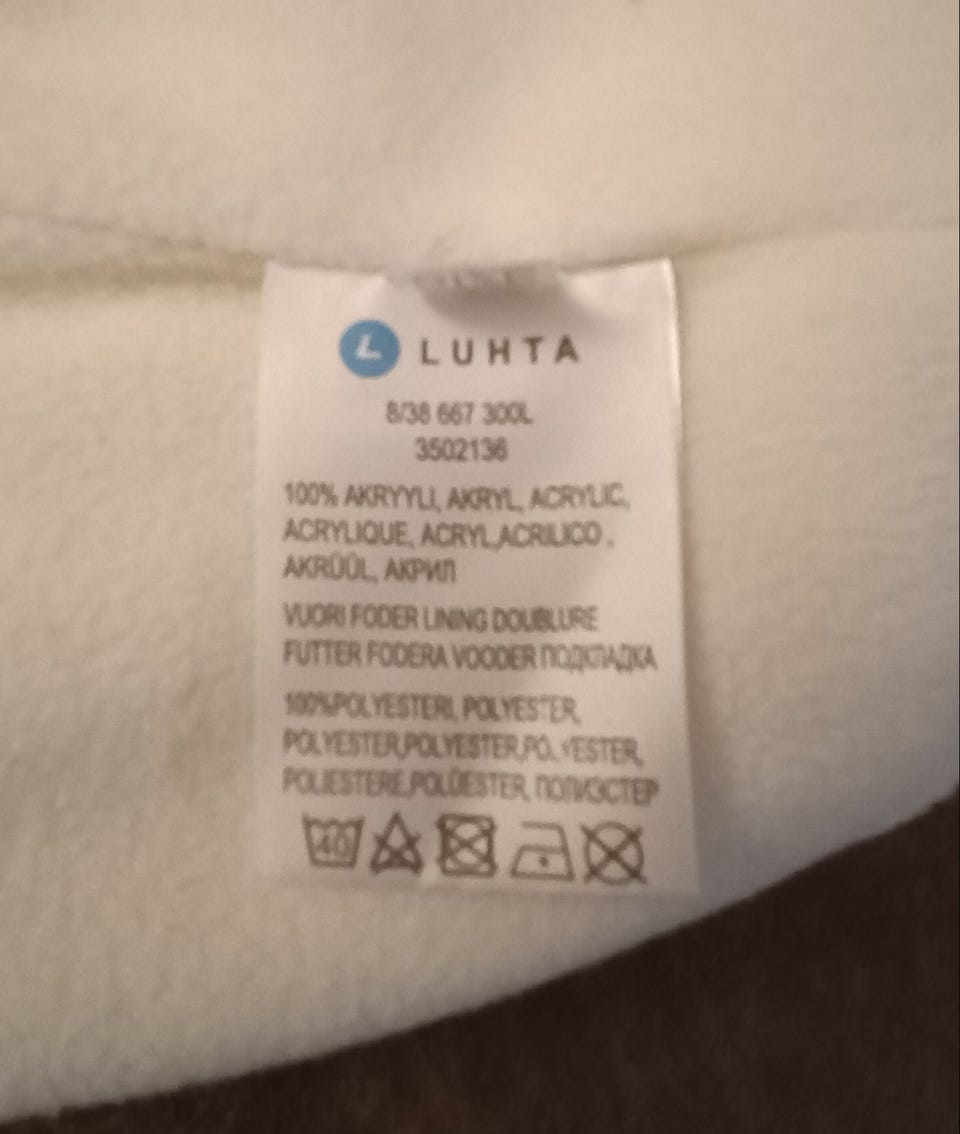 L LUHTA
8/38 667 300L
3502136
100% AKRYYLI, AKRYL, ACRYLIC,
ACRYLIQUE, ACRYL,ACRILICO .
AKRÜÜL, АКРИЛ
VUORI FODER LINING DOUBLURE
FUTTER FODERA VOODER ПОДКЛАДКА
100%POLYESTERI, POLYESTER,
POLYESTER,POLYESTER,POLYESTER,
POLIESTERE,POLÜESTER, ПОЛИЭСТЕР
40